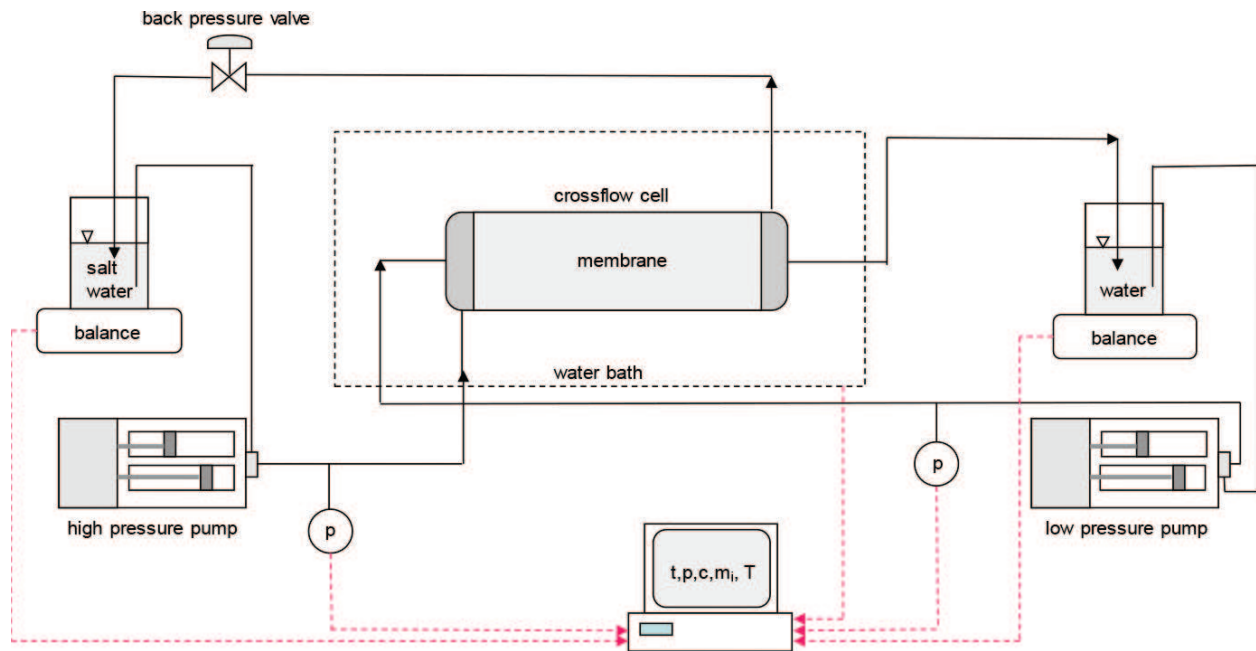 back pressure valve
crossflow cell
membrane
salt
water
water
balance
balance
water bath
p
p
high pressure pump
low pressure pump
t,p,c,mᵢ, T